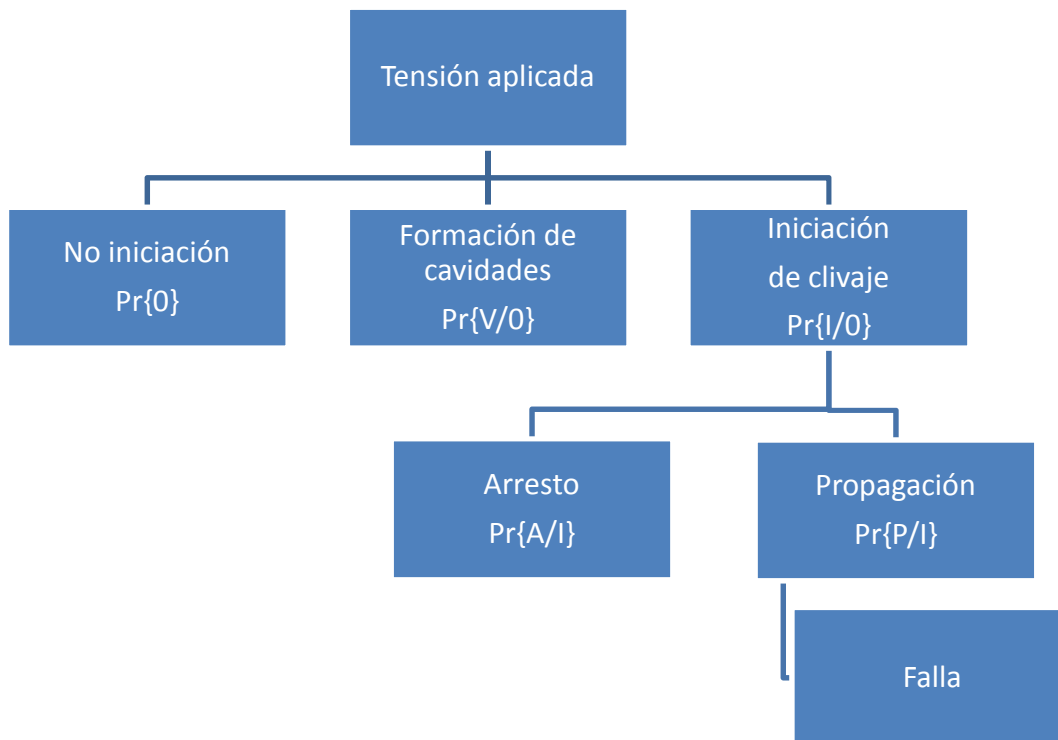 Tensión aplicada
No iniciación
Pr{0}
Formación de
cavidades
Pr{V/0}
Iniciación
de clivaje
Pr{I/0}
Arresto
Pr{A/I}
Propagación
Pr{P/I}
Falla